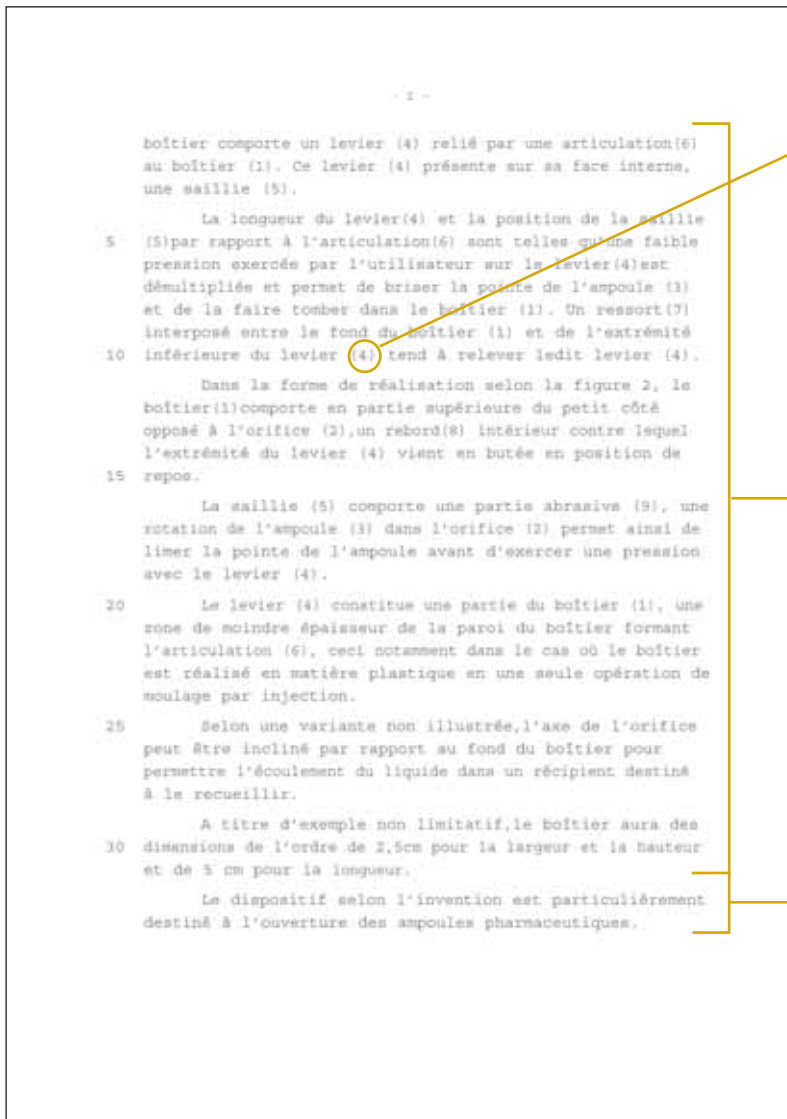 - 2 -
boîtier comporte un levier (4) relié par une articulation(6)
au boîtier (1). Ce levier (4) présente sur sa face interne,
une saillie (5).
La longueur du levier(4) et la position de la saillie
5 (5)par rapport à l'articulation(6) sont telles qu'une faible
pression exercée par l'utilisateur sur le levier(4)est
démultipliée et permet de briser la pointe de l'ampoule (3)
et de la faire tomber dans le boîtier (1). Un ressort(7)
interposé entre le fond du boîtier (1) et de l'extrémité
10 inférieure du levier (4) tend à relever ledit levier (4).
Dans la forme de réalisation selon la figure 2, le
boîtier(1)comporte en partie supérieure du petit côté
opposé à l'orifice (2),un rebord(8) intérieur contre lequel
l'extrémité du levier (4) vient en butée en position de
15 repos.
La saillie (5) comporte une partie abrasive (9), une
rotation de l'ampoule (3) dans l'orifice (2) permet ainsi de
limer la pointe de l'ampoule avant d'exercer une pression
avec le levier (4).
20 Le levier (4) constitue une partie du boîtier (1), une
zone de moindre épaisseur de la paroi du boîtier formant
l'articulation (6), ceci notamment dans le cas où le boîtier
est réalisé en matière plastique en une seule opération de
moulage par injection.
25 Selon une variante non illustrée,l'axe de l'orifice
peut être incliné par rapport au fond du boîtier pour
permettre l'écoulement du liquide dans un récipient destiné
à le recueillir.
A titre d'exemple non limitatif,le boîtier aura des
30 dimensions de l'ordre de 2,5cm pour la largeur et la hauteur
et de 5 cm pour la longueur.
Le dispositif selon l'invention est particulièrement
destiné à l'ouverture des ampoules pharmaceutiques.